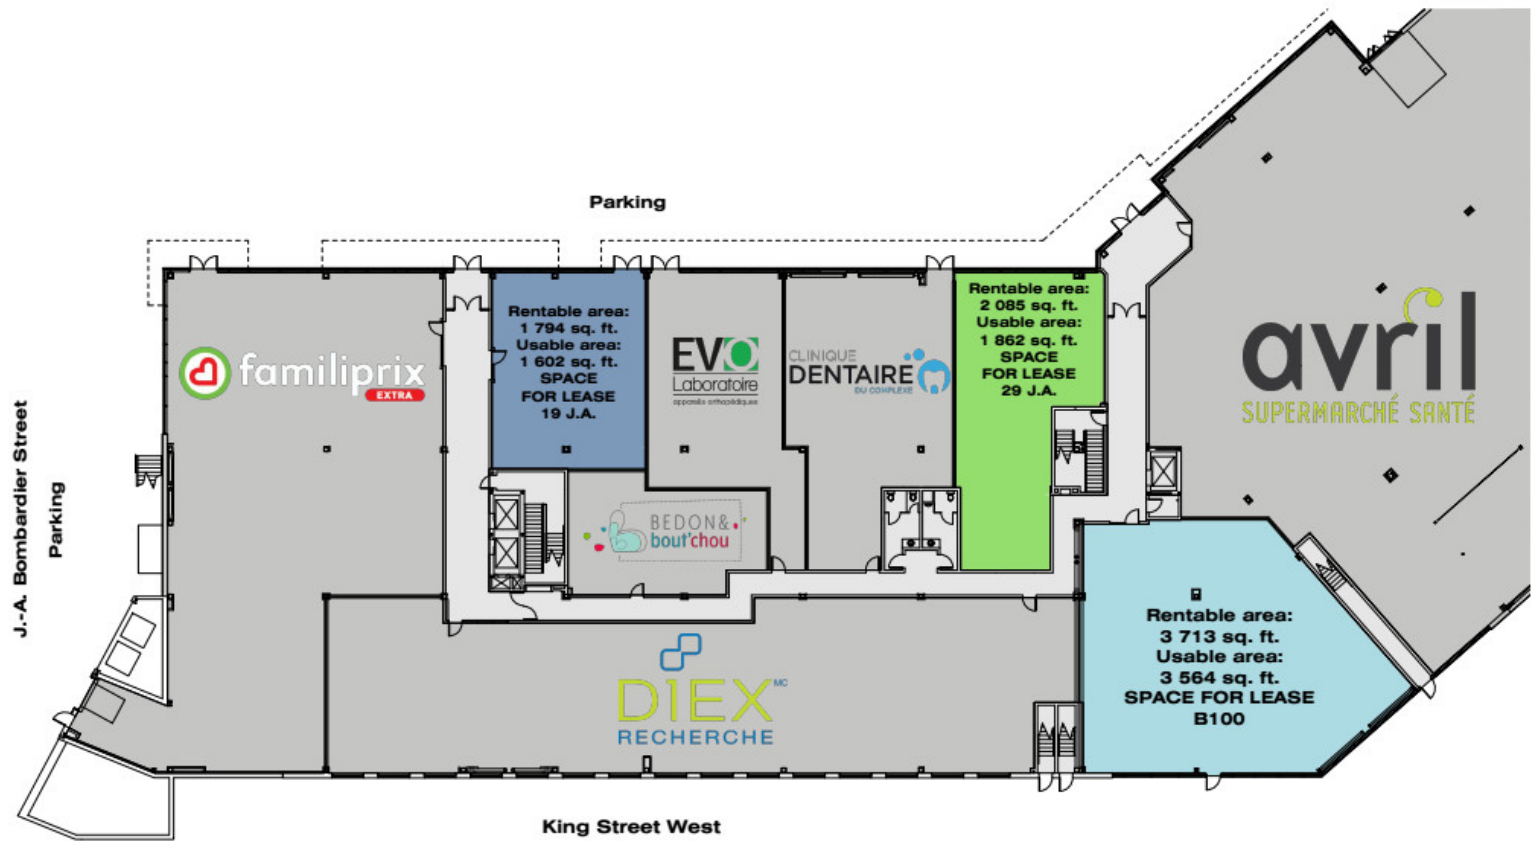 Parking
Rentable area:
1 794 sq. ft.
Usable area:
1 602 sq. ft.
SPACE
FOR LEASE
19 J.A.
Rentable area:
2 085 sq. ft.
Usable area:
1 862 sq. ft.
SPACE
FOR LEASE
29 J.A.
familiprix
EXTRA
EVO
Laboratoire
appareils orthopédiques
CLINIQUE
DENTAIRE
DU COMPLEXE
avril
SUPERMARCHÉ SANTÉ
J.-A. Bombardier Street
Parking
BEDON&
bout'chou
D1EX MC
RECHERCHE
Rentable area:
3 713 sq. ft.
Usable area:
3 564 sq. ft.
SPACE FOR LEASE
B100
King Street West